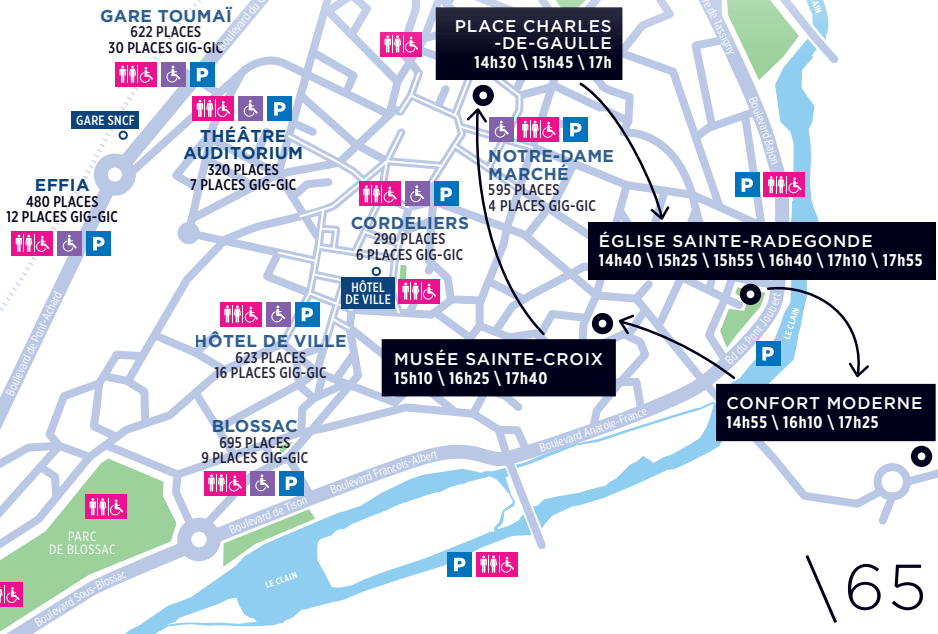 GARE TOUMAÏ
622 PLACES
30 PLACES GIG-GIC
P
PLACE CHARLES
-DE-GAULLE
14h30 \ 15h45 \ 17h
LE CLAIN
GARE SNCF
P
THÉÂTRE
AUDITORIUM
320 PLACES
7 PLACES GIG-GIC
P
NOTRE-DAME
MARCHÉ
595 PLACES
4 PLACES GIG-GIC
Boulevard Bajon
P
EFFIA
480 PLACES
12 PLACES GIG-GIC
P
P
CORDELIERS
290 PLACES
6 PLACES GIG-GIC
HÔTEL
DE VILLE
ÉGLISE SAINTE-RADEGONDE
14h40 \ 15h25 \ 15h55 \ 16h40 \ 17h10 \ 17h55
Boulevard de Pont-Achard
P
HÔTEL DE VILLE
623 PLACES
16 PLACES GIG-GIC
MUSÉE SAINTE-CROIX
15h10 \ 16h25 \ 17h40
Bd du Pont Joubert
LE CLAIN
P
CONFORT MODERNE
14h55 \ 16h10 \ 17h25
BLOSSAC
695 PLACES
9 PLACES GIG-GIC
P
Boulevard Anatole-France
Boulevard François-Albert
Boulevard de Tison
PARC
DE BLOSSAC
Boulevard Sous-Blossac
LE CLAIN
P
\65